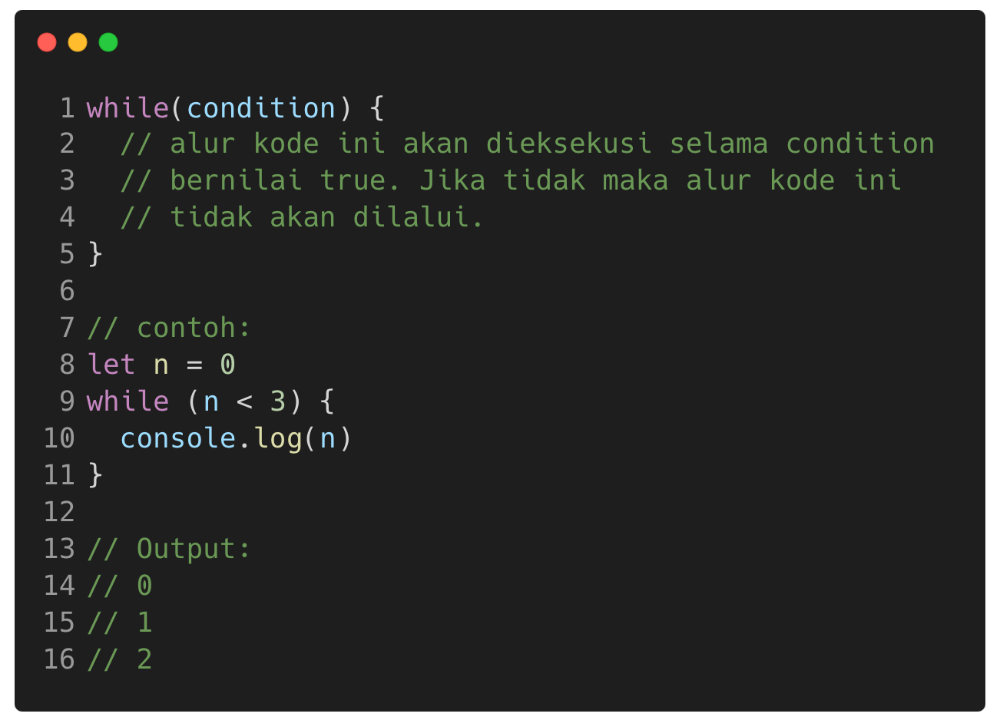 1 while(condition) {
2   // alur kode ini akan dieksekusi selama condition
3   // bernilai true. Jika tidak maka alur kode ini
4   // tidak akan dilalui.
5 }
6
7 // contoh:
8 let n = 0
9 while (n < 3) {
10   console.log(n)
11 }
12
13 // Output:
14 // 0
15 // 1
16 // 2